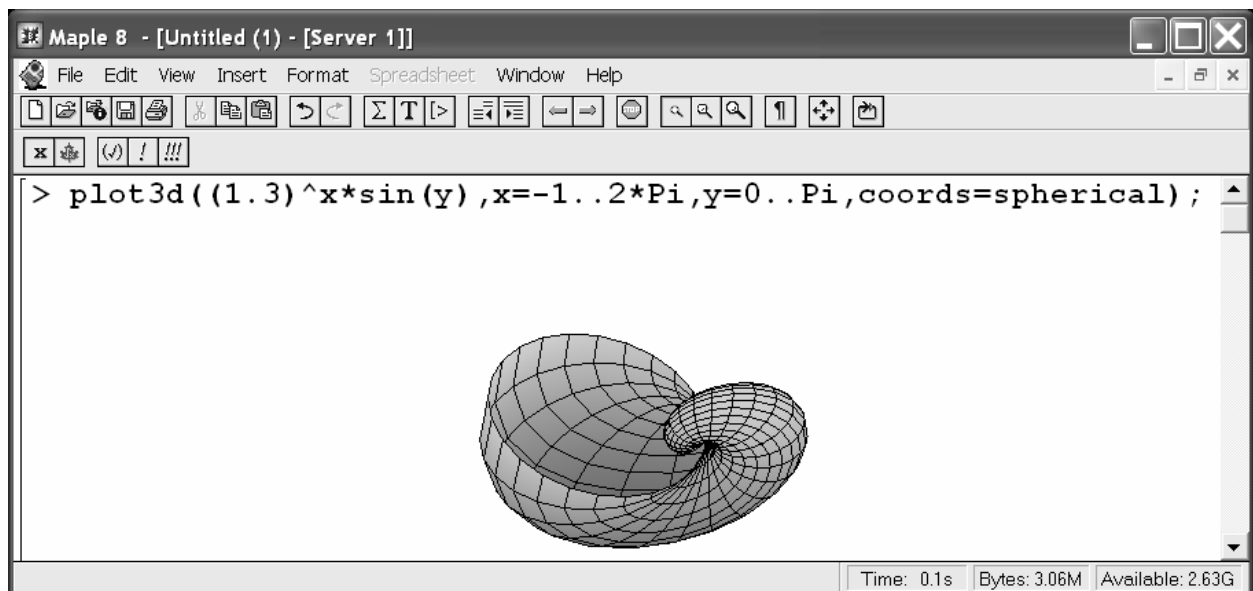 Maple 8 - [Untitled (1) - [Server 1]]
File Edit View Insert Format Spreadsheet Window Help
Σ T [>
x (√) ! !!!
> plot3d((1.3)^x*sin(y),x=-1..2*Pi,y=0..Pi,coords=spherical);
Time: 0.1s Bytes: 3.06M Available: 2.63G